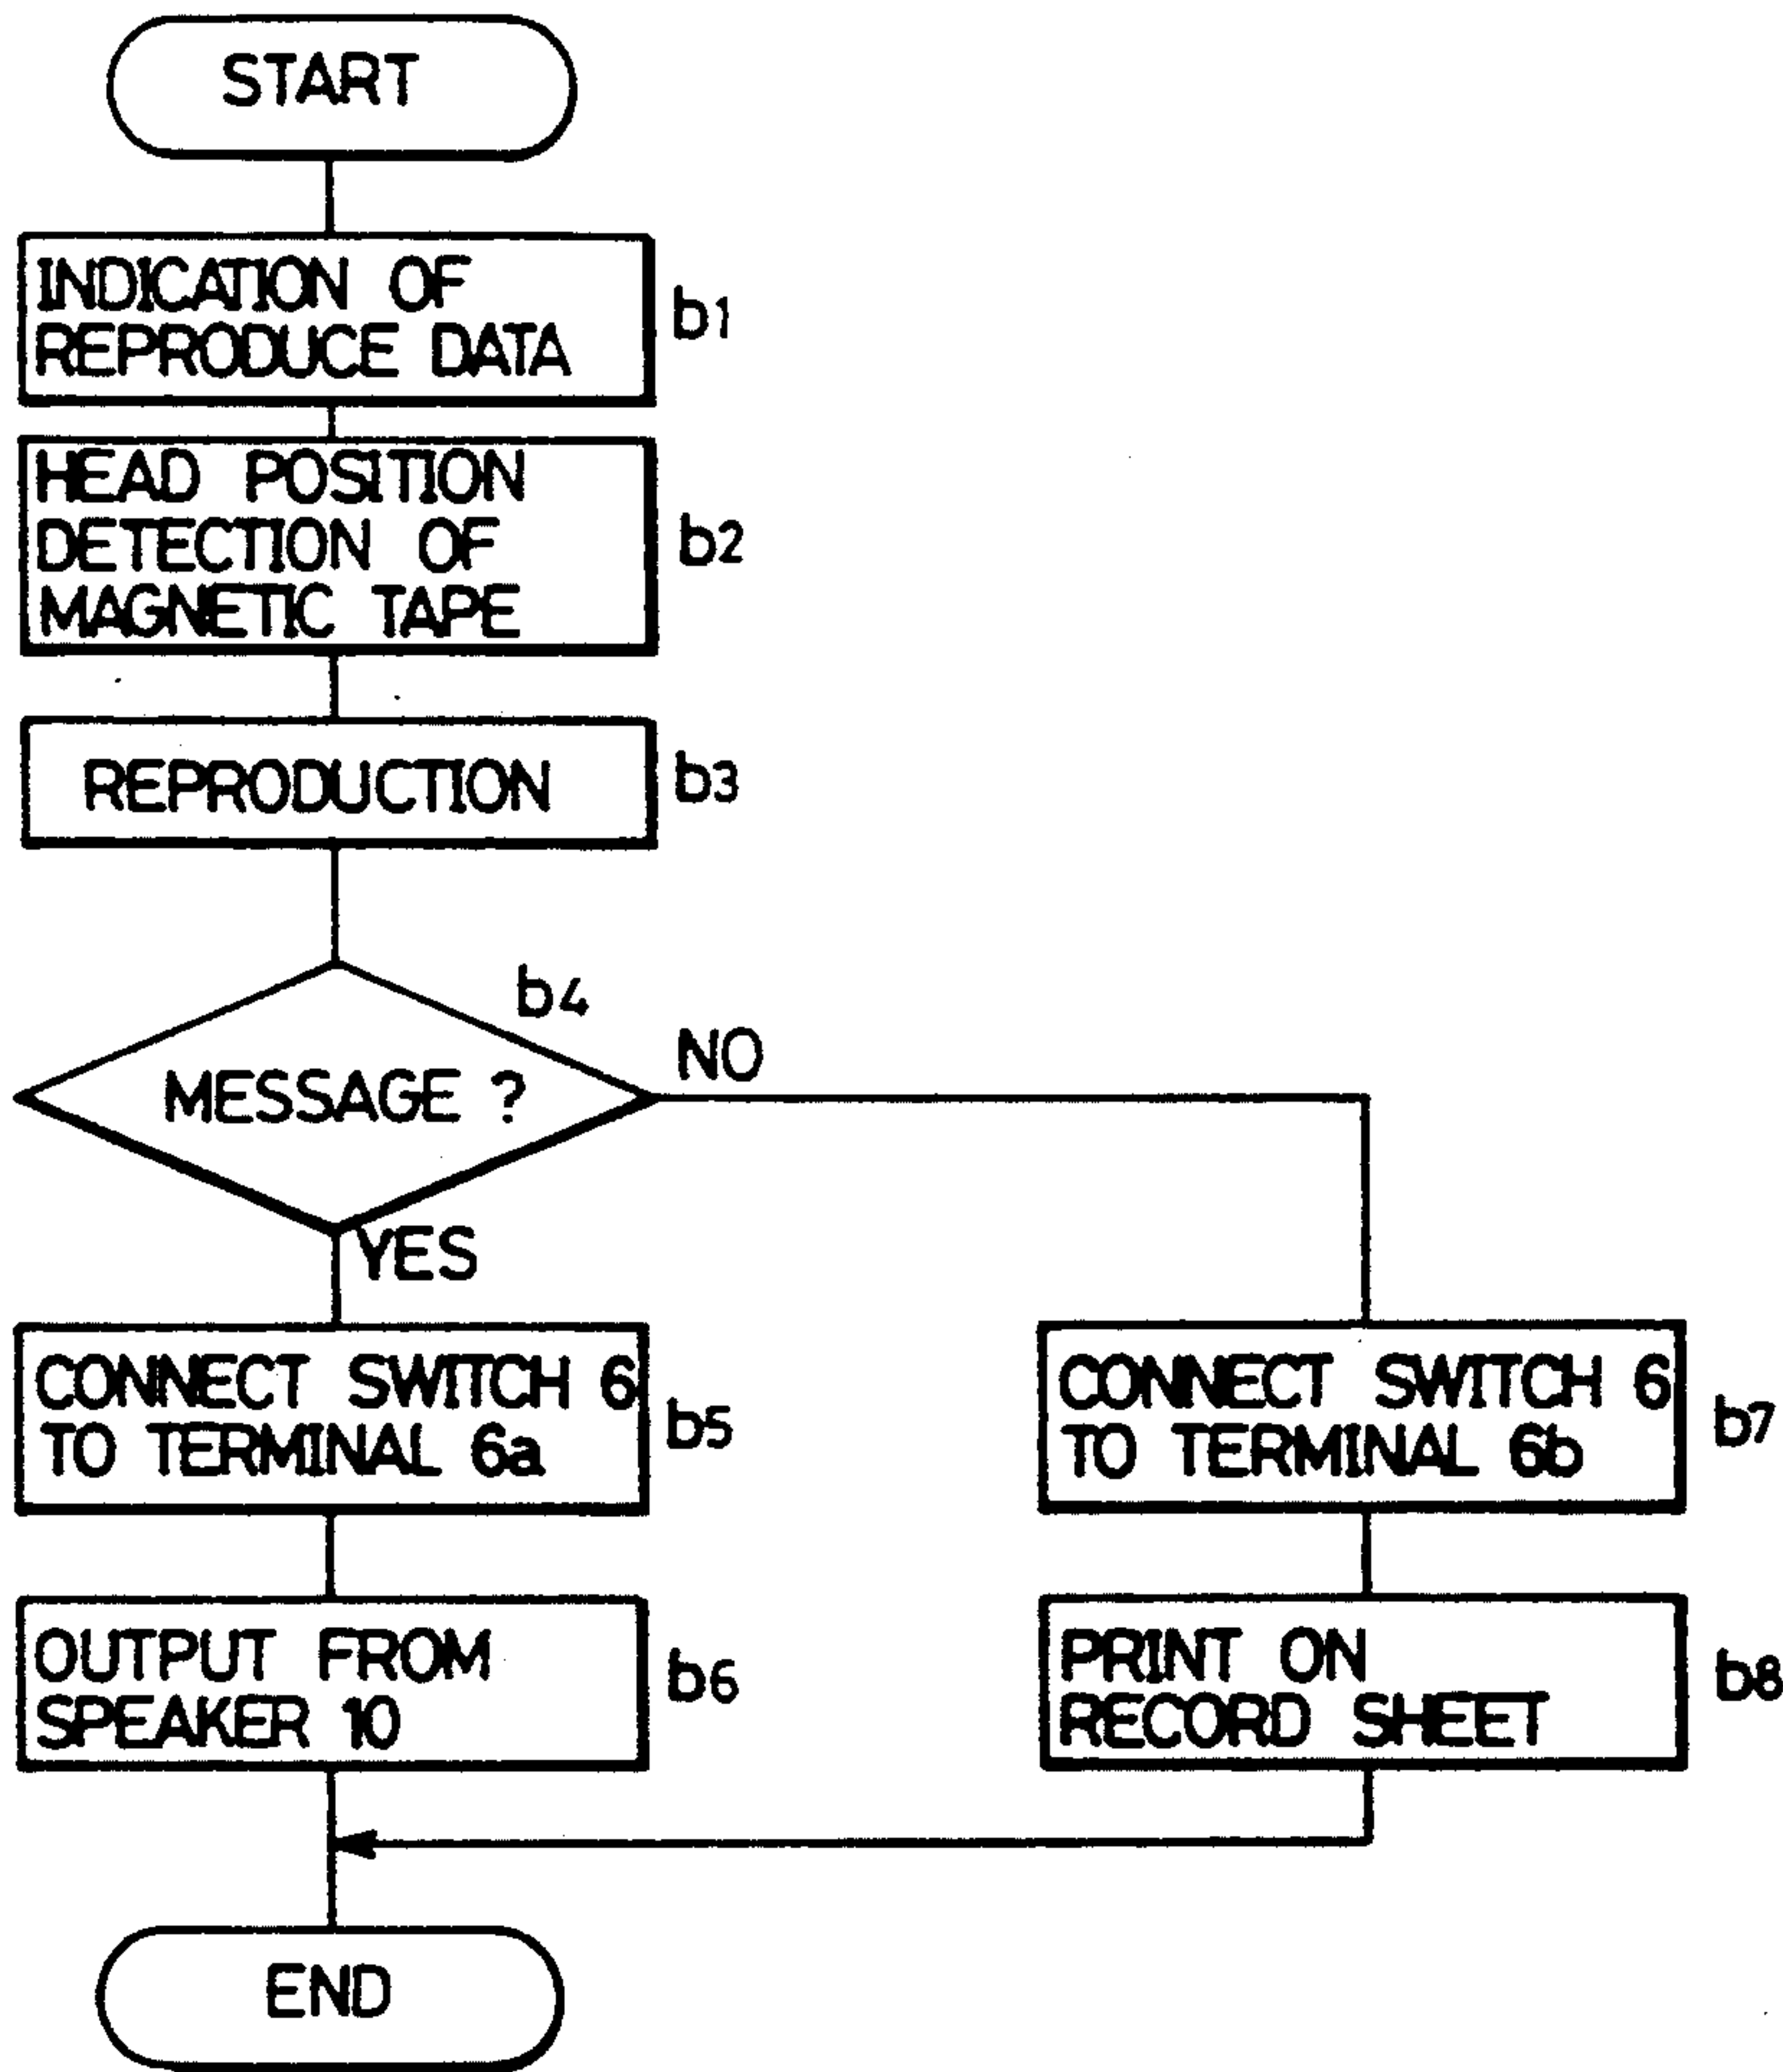 START
INDICATION OF
REPRODUCE DATA
b1
HEAD POSITION
DETECTION OF
MAGNETIC TAPE
b2
REPRODUCTION
b3
b4
MESSAGE ?
NO
YES
CONNECT SWITCH 6
TO TERMINAL 6a
b5
CONNECT SWITCH 6
TO TERMINAL 6b
b7
OUTPUT FROM
SPEAKER 10
b6
PRINT ON
RECORD SHEET
b8
END